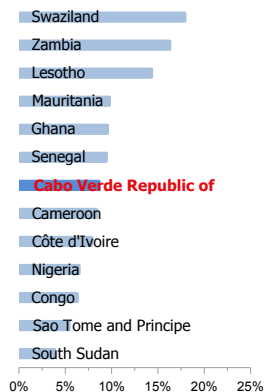 Swaziland
Zambia
Lesotho
Mauritania
Ghana
Senegal
Cabo Verde Republic of
Cameroon
Côte d'Ivoire
Nigeria
Congo
Sao Tome and Principe
South Sudan
0% 5% 10% 15% 20% 25%